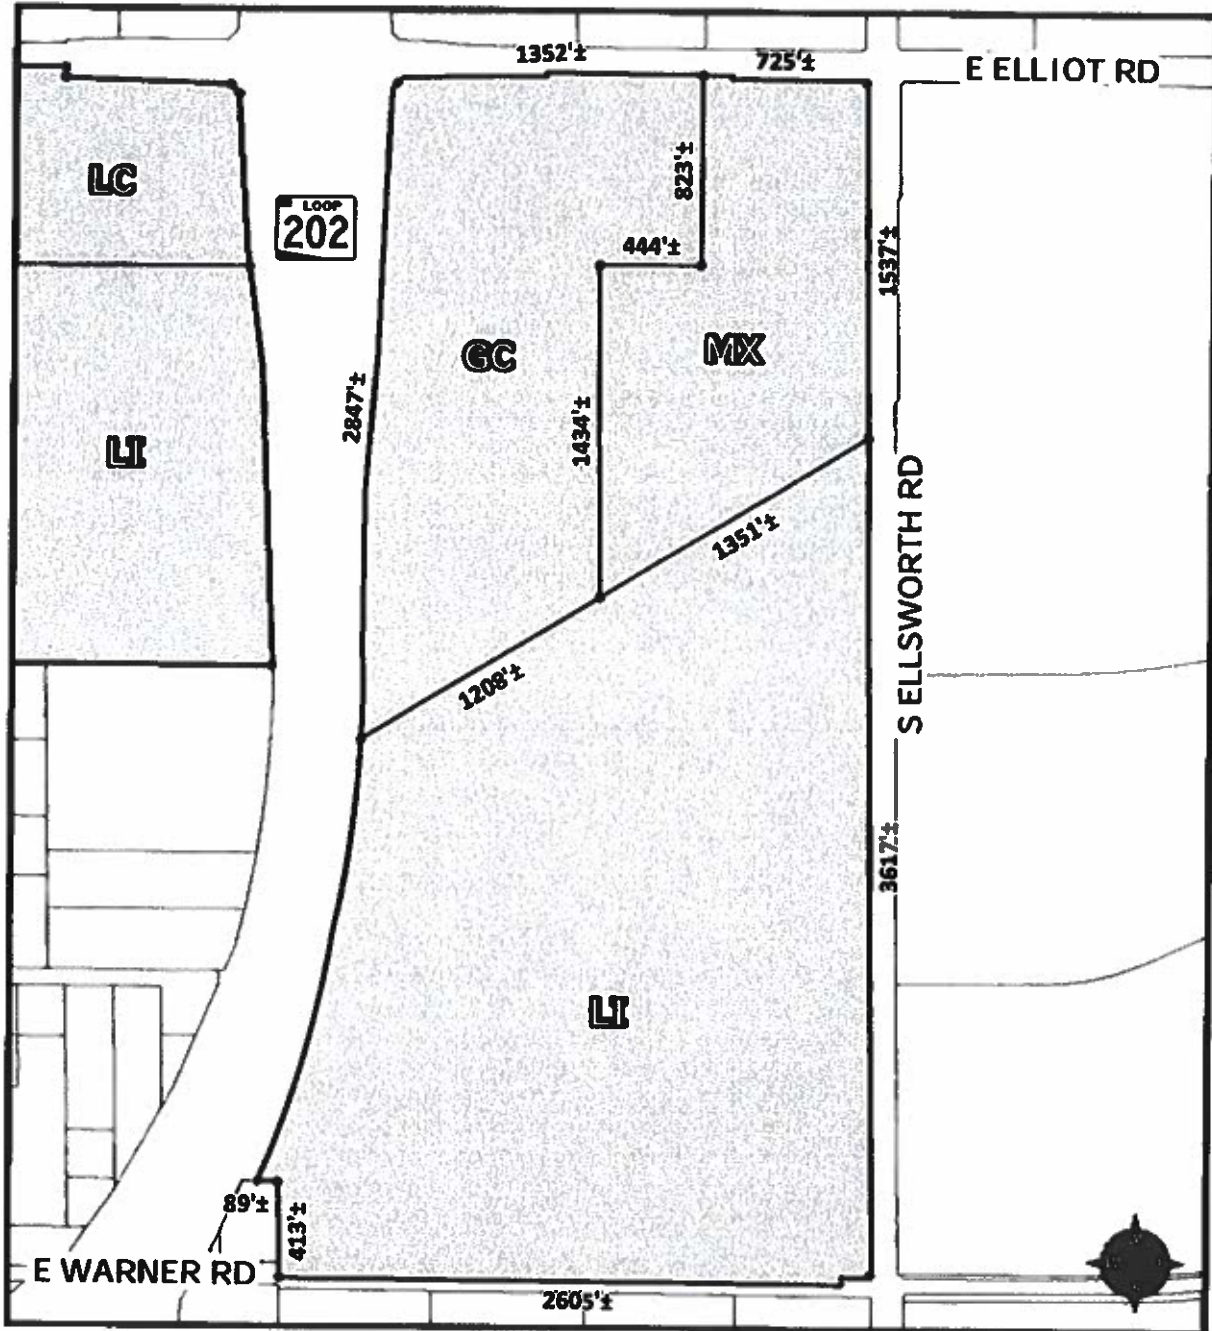 1352'±
725'±
E ELLIOT RD
LC
823'±
LOOP
202
444'±
1537'±
GC
MX
2847'±
1434'±
LI
1351'±
S ELLSWORTH RD
1208'±
3617'±
LI
89'±
413'±
E WARNER RD
2605'±